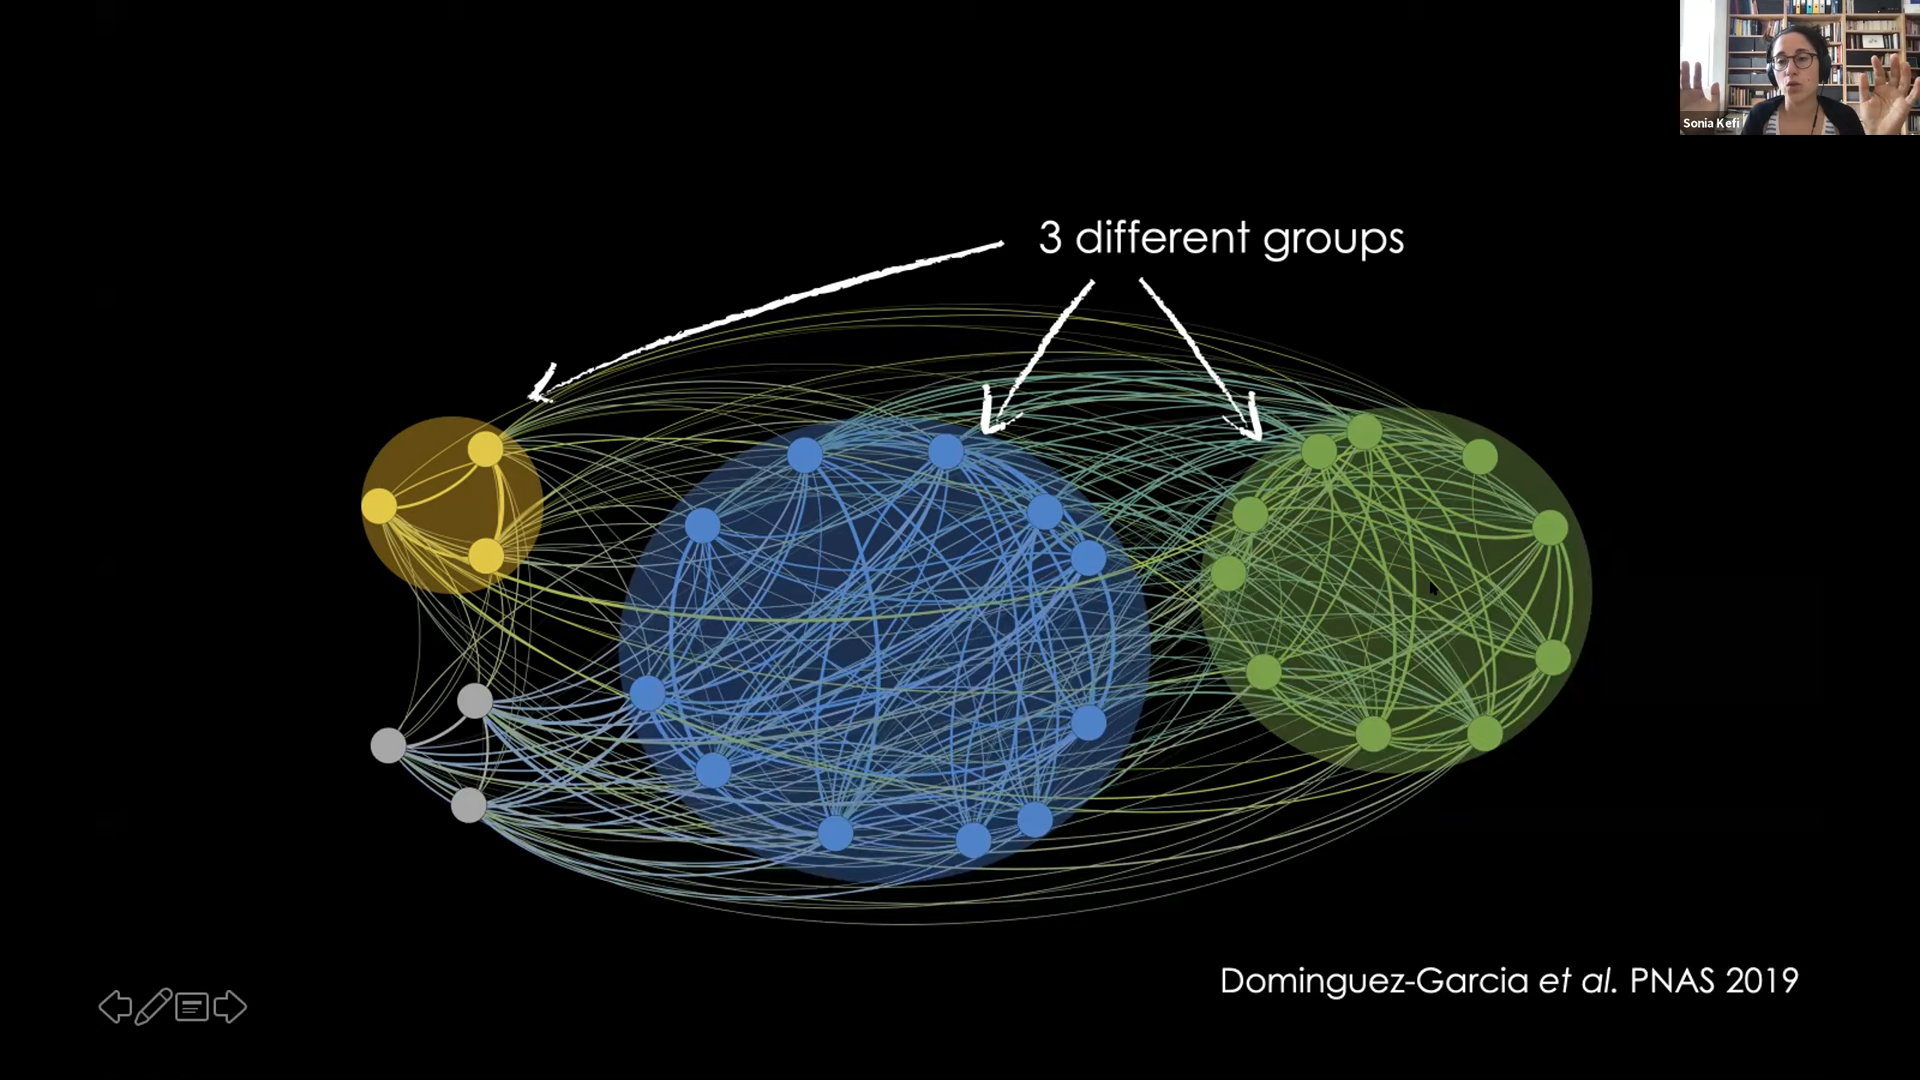 Sonia Kefi
3 different groups
Dominguez-Garcia et al. PNAS 2019